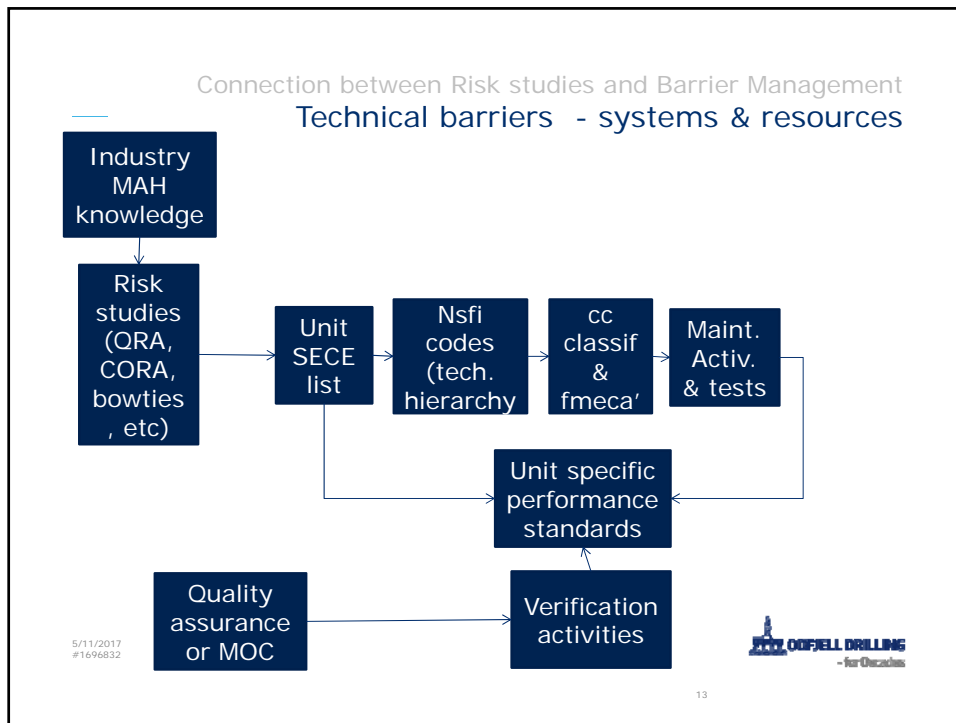 Connection between Risk studies and Barrier Management
Technical barriers - systems & resources
Industry
MAH
knowledge
Risk
studies
(QRA,
CORA,
bowties
, etc)
Unit
SECE
list
Nsfi
codes
(tech.
hierarchy
cc
classif
&
fmeca’
Maint.
Activ.
& tests
Unit specific
performance
standards
Quality
assurance
or MOC
Verification
activities
5/11/2017
#1696832
ODFJELL DRILLING
- for Decades
13